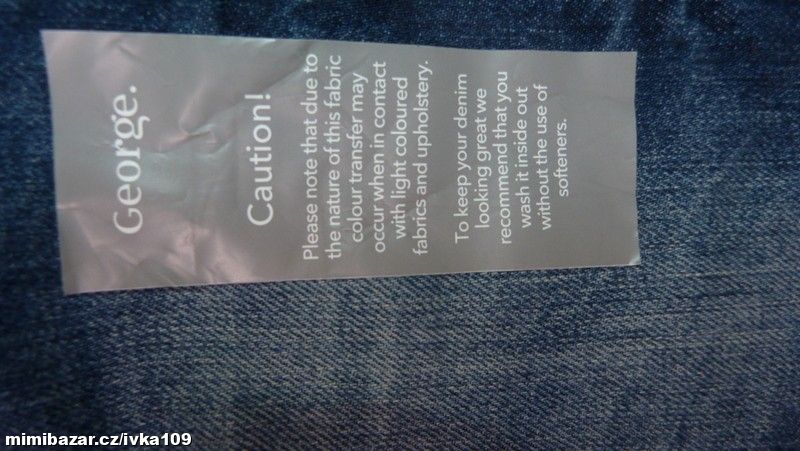 George.
Caution!
Please note that due to
the nature of this fabric
colour transfer may
occur when in contact
with light coloured
fabrics and upholstery.
To keep your denim
looking great we
recommend that you
wash it inside out
without the use of
softeners.
mimibazar.cz/ivka109